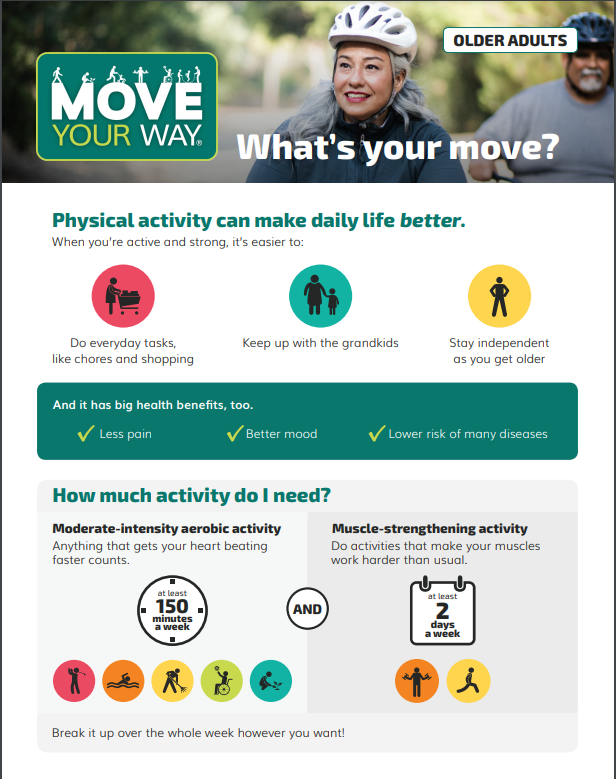 OLDER ADULTS
MOVE
YOUR WAY®
What's your move?
Physical activity can make daily life better.
When you're active and strong, it's easier to:
Do everyday tasks,
like chores and shopping
Keep up with the grandkids
Stay independent
as you get older
And it has big health benefits, too.
Less pain
Better mood
Lower risk of many diseases
How much activity do I need?
Moderate-intensity aerobic activity
Anything that gets your heart beating
faster counts.
at least
150
minutes
a week
AND
Muscle-strengthening activity
Do activities that make your muscles
work harder than usual.
at least
2
days
a week
Break it up over the whole week however you want!